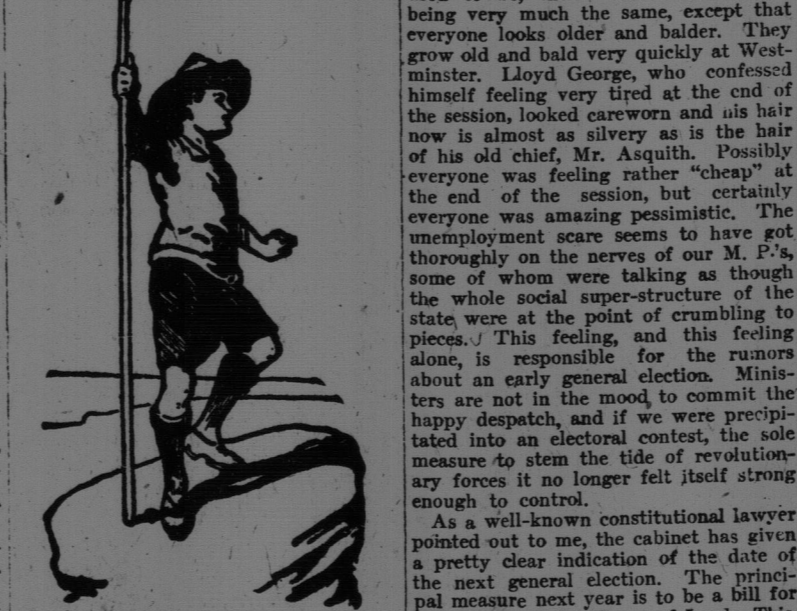 being very much the same, except that
everyone looks older and balder. They
grow old and bald very quickly at West-
minster. Lloyd George, who confessed
himself feeling very tired at the end of
the session, looked careworn and his hair
now is almost as silvery as is the hair
of his old chief, Mr. Asquith. Possibly
everyone was feeling rather "cheap" at
the end of the session, but certainly
everyone was amazing pessimistic. The
unemployment scare seems to have got
thoroughly on the nerves of our M. P.'s,
some of whom were talking as though
the whole social super-structure of the
state were at the point of crumbling to
pieces. This feeling, and this feeling
alone, is responsible for the rumors
about an early general election. Minis-
ters are not in the mood to commit the
happy despatch, and if we were precipi-
tated into an electoral contest, the sole
measure to stem the tide of revolution-
ary forces it no longer felt itself strong
enough to control.
As a well-known constitutional lawyer
pointed out to me, the cabinet has given
a pretty clear indication of the date of
the next general election. The princi-
pal measure next year is to be a bill for